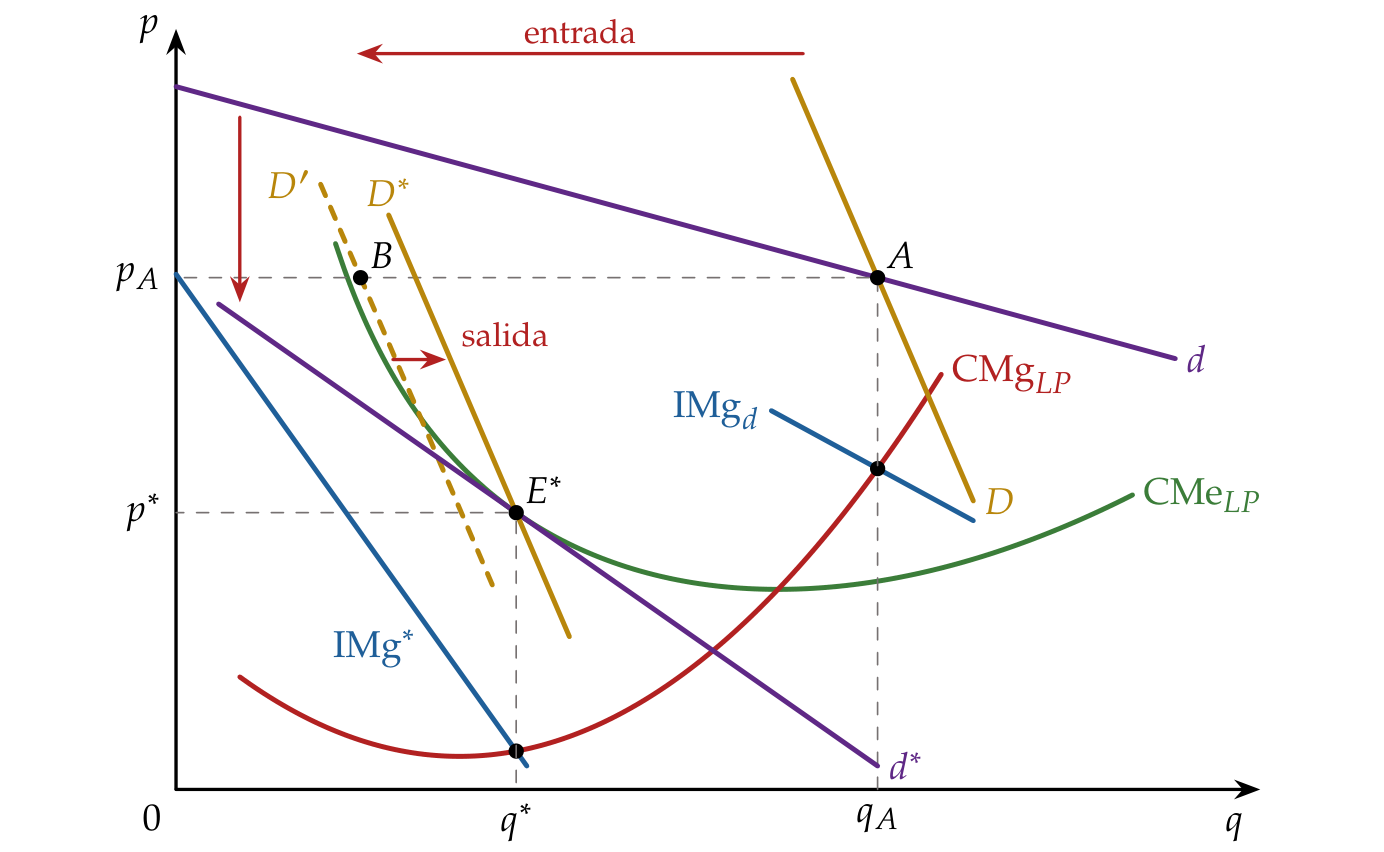 p
entrada
D′
D*
B
A
p_A
salida
d
CMg_LP
IMg_d
E*
D
CMe_LP
p*
IMg*
d*
0
q*
q_A
q